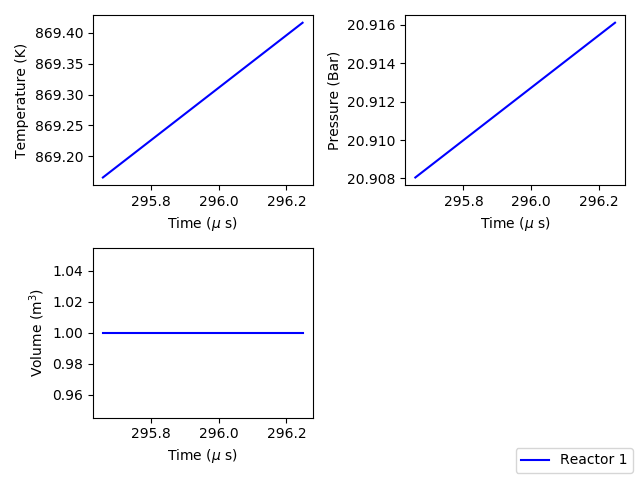 869.40
869.35
869.30
869.25
869.20
Temperature (K)
295.8 296.0 296.2
Time (μ s)
20.916
20.914
20.912
20.910
20.908
Pressure (Bar)
295.8 296.0 296.2
Time (μ s)
1.04
1.02
1.00
0.98
0.96
Volume (m³)
295.8 296.0 296.2
Time (μ s)
Reactor 1